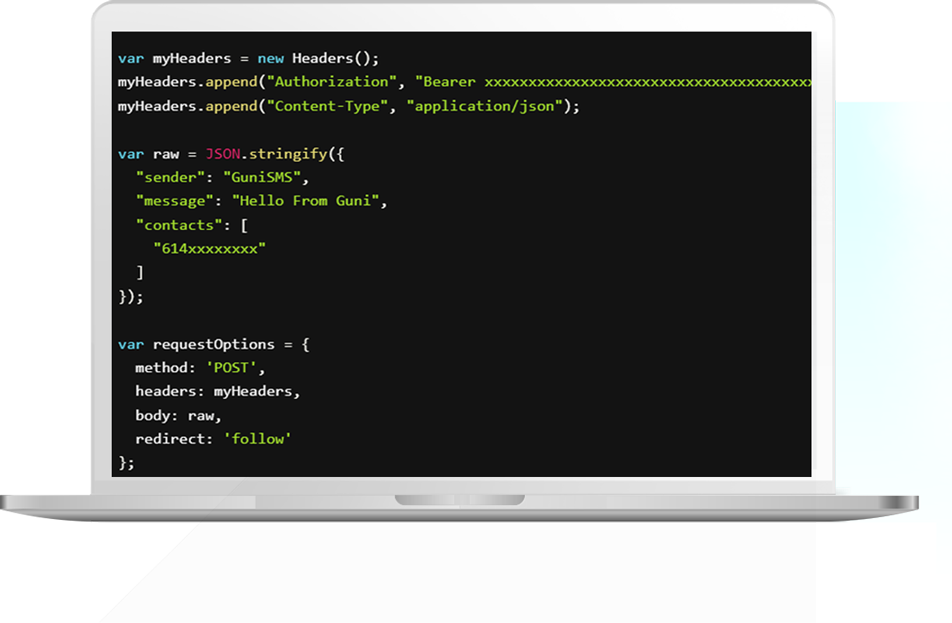 var myHeaders = new Headers();
myHeaders.append("Authorization", "Bearer xxxxxxxxxxxxxxxxxxxxxxxxxxxxxxxxxxxxxx
myHeaders.append("Content-Type", "application/json");
var raw = JSON.stringify({
"sender": "GuniSMS",
"message": "Hello From Guni",
"contacts": [
"614xxxxxxxx"
]
});
var requestOptions = {
method: 'POST',
headers: myHeaders,
body: raw,
redirect: 'follow'
};